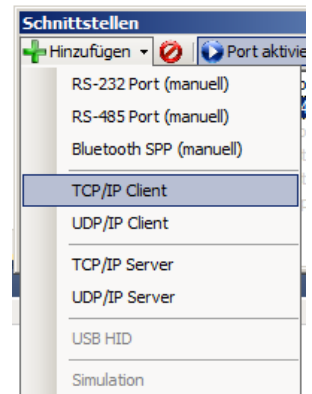 Schnittstellen
Hinzufügen Port aktivie
RS-232 Port (manuell)
RS-485 Port (manuell)
Bluetooth SPP (manuell)
TCP/IP Client
UDP/IP Client
TCP/IP Server
UDP/IP Server
USB HID
Simulation